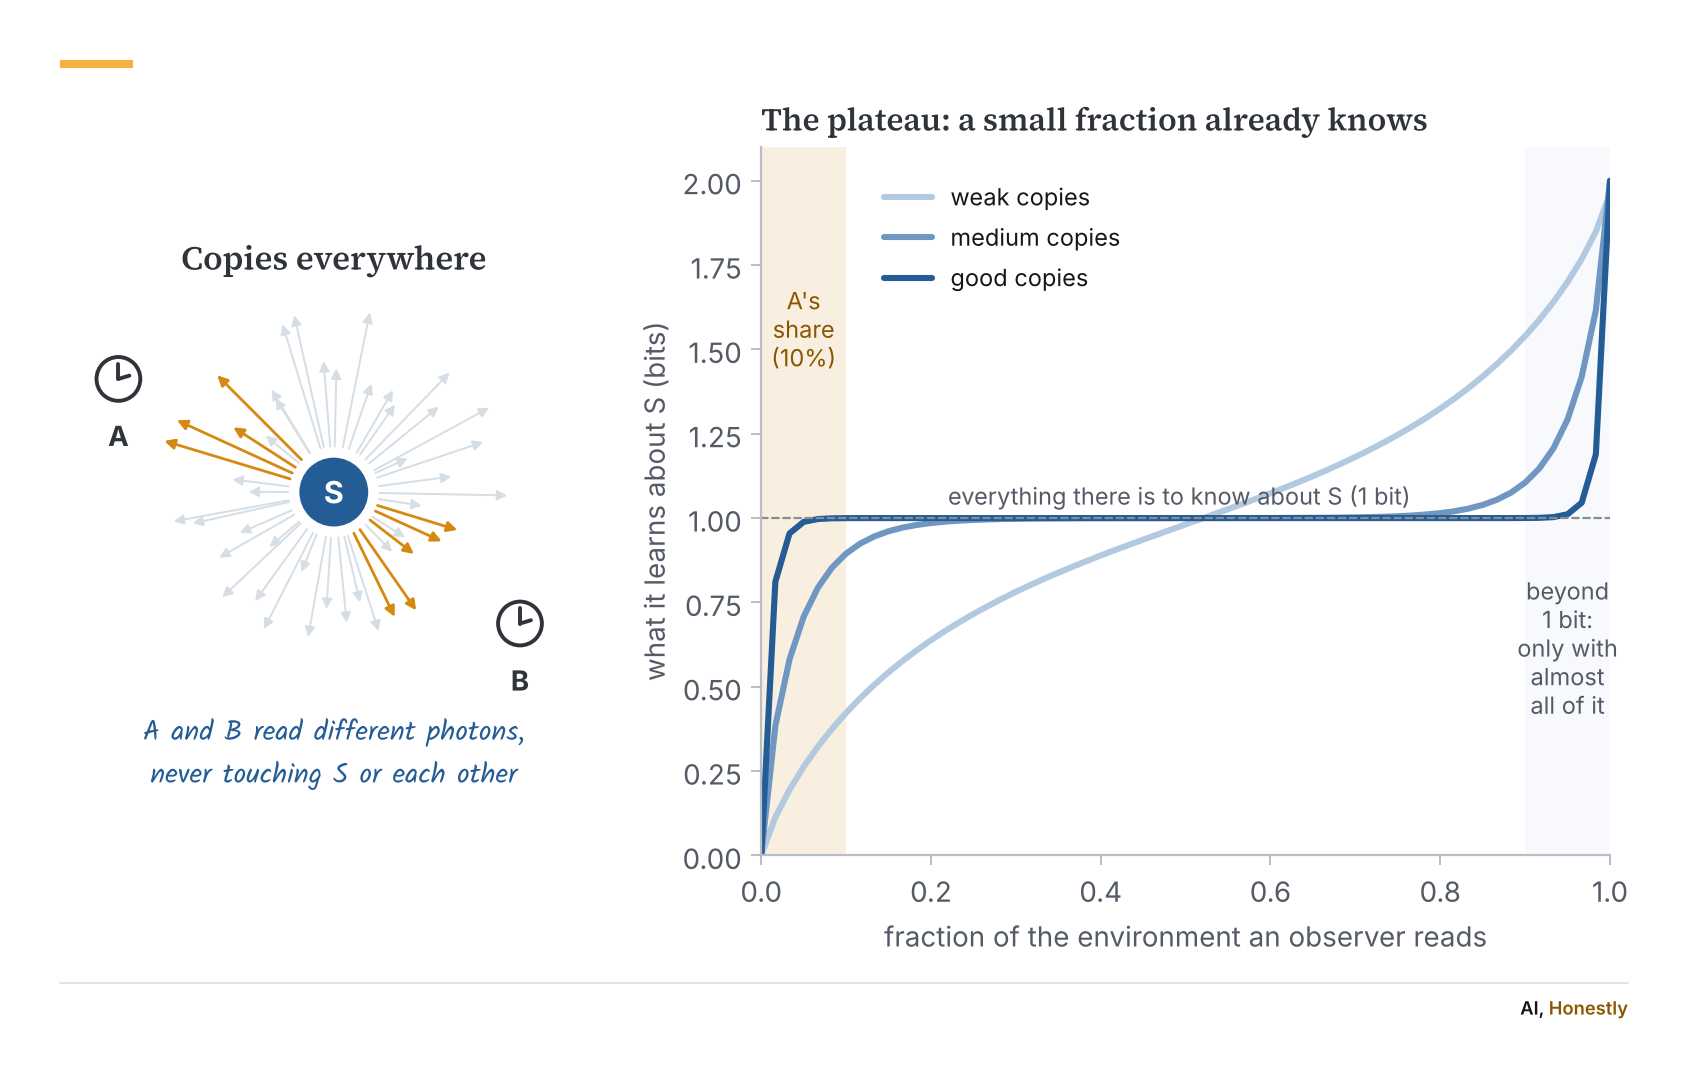 Copies everywhere
A
S
B
A and B read different photons,
never touching S or each other
The plateau: a small fraction already knows
what it learns about S (bits)
2.00
1.75
1.50
1.25
1.00
0.75
0.50
0.25
0.00
weak copies
medium copies
good copies
A's
share
(10%)
everything there is to know about S (1 bit)
beyond
1 bit:
only with
almost
all of it
0.0 0.2 0.4 0.6 0.8 1.0
fraction of the environment an observer reads
AI, Honestly